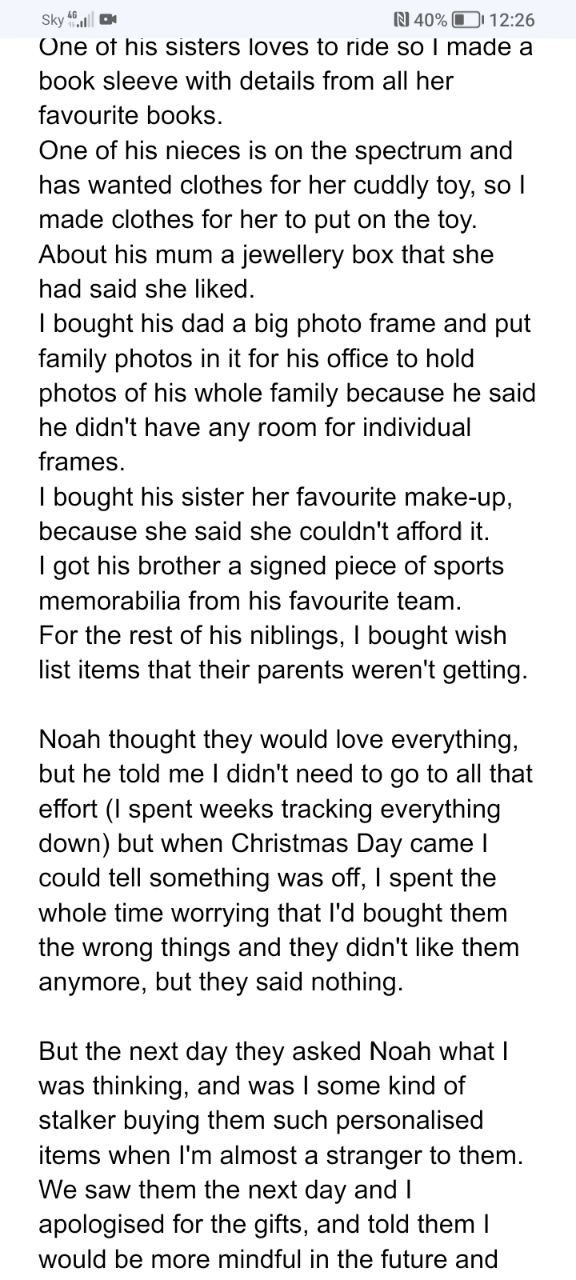 Sky 4G 40% 12:26
One of his sisters loves to ride so I made a
book sleeve with details from all her
favourite books.
One of his nieces is on the spectrum and
has wanted clothes for her cuddly toy, so I
made clothes for her to put on the toy.
About his mum a jewellery box that she
had said she liked.
I bought his dad a big photo frame and put
family photos in it for his office to hold
photos of his whole family because he said
he didn't have any room for individual
frames.
I bought his sister her favourite make-up,
because she said she couldn't afford it.
I got his brother a signed piece of sports
memorabilia from his favourite team.
For the rest of his niblings, I bought wish
list items that their parents weren't getting.
Noah thought they would love everything,
but he told me I didn't need to go to all that
effort (I spent weeks tracking everything
down) but when Christmas Day came I
could tell something was off, I spent the
whole time worrying that I'd bought them
the wrong things and they didn't like them
anymore, but they said nothing.
But the next day they asked Noah what I
was thinking, and was I some kind of
stalker buying them such personalised
items when I'm almost a stranger to them.
We saw them the next day and I
apologised for the gifts, and told them I
would be more mindful in the future and